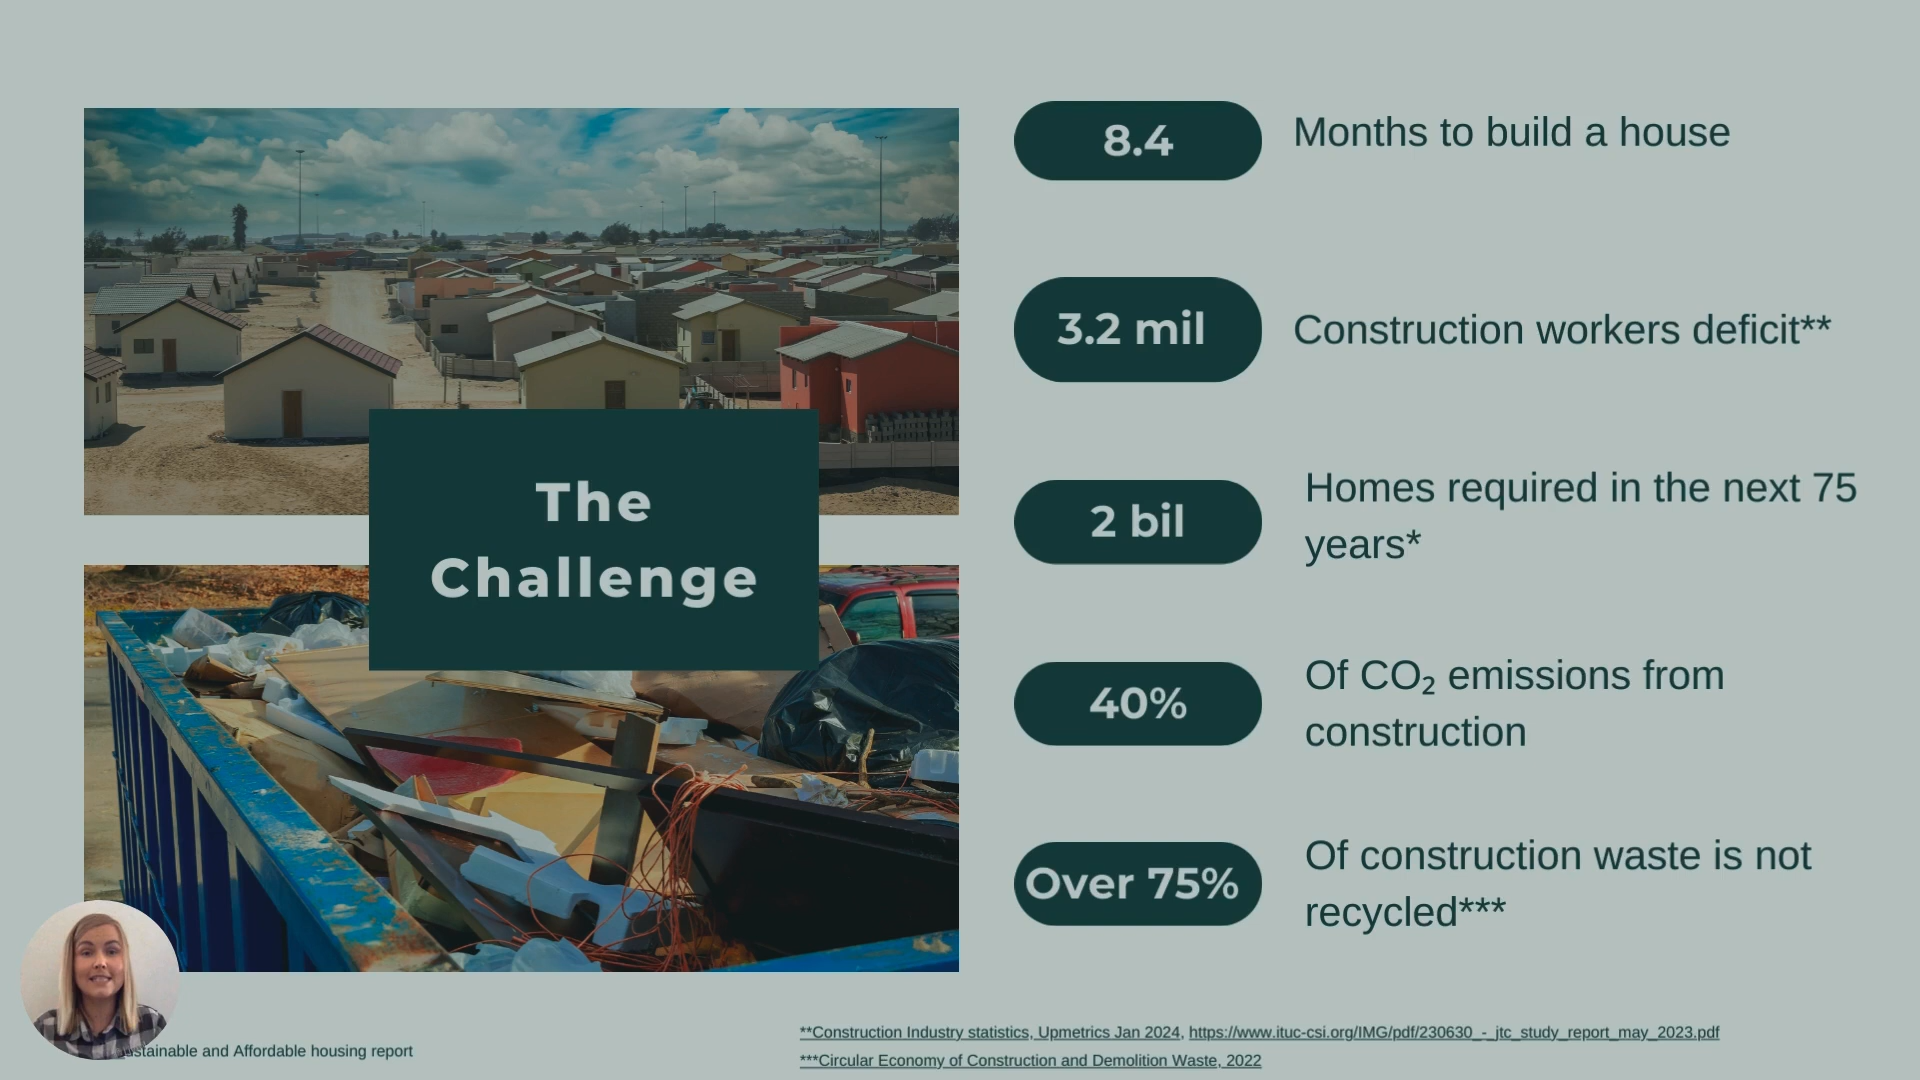 The
Challenge
8.4
Months to build a house
3.2 mil
Construction workers deficit**
2 bil
Homes required in the next 75
years*
40%
Of CO₂ emissions from
construction
Over 75%
Of construction waste is not
recycled***
and Affordable housing report
**Construction Industry statistics, Upmetrics Jan 2024, https://www.ituc-csi.org/IMG/pdf/230630_-_jtc_study_report_may_2023.pdf
***Circular Economy of Construction and Demolition Waste, 2022